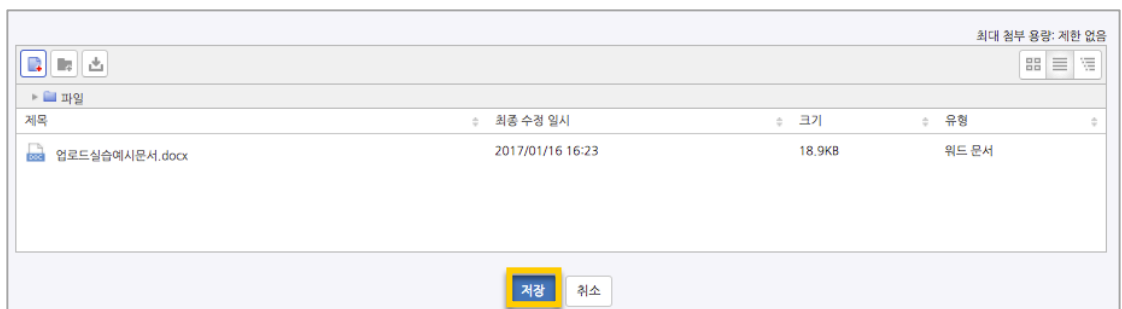 최대 첨부 용량: 제한 없음
파일
제목 최종 수정 일시 크기 유형
DOC 업로드실습예시문서.docx 2017/01/16 16:23 18.9KB 워드 문서
저장 취소